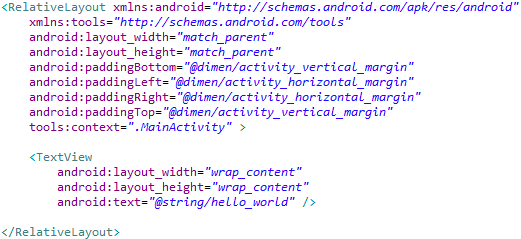 <RelativeLayout xmlns:android="http://schemas.android.com/apk/res/android"
    xmlns:tools="http://schemas.android.com/tools"
    android:layout_width="match_parent"
    android:layout_height="match_parent"
    android:paddingBottom="@dimen/activity_vertical_margin"
    android:paddingLeft="@dimen/activity_horizontal_margin"
    android:paddingRight="@dimen/activity_horizontal_margin"
    android:paddingTop="@dimen/activity_vertical_margin"
    tools:context=".MainActivity" >
    <TextView
        android:layout_width="wrap_content"
        android:layout_height="wrap_content"
        android:text="@string/hello_world" />
</RelativeLayout>